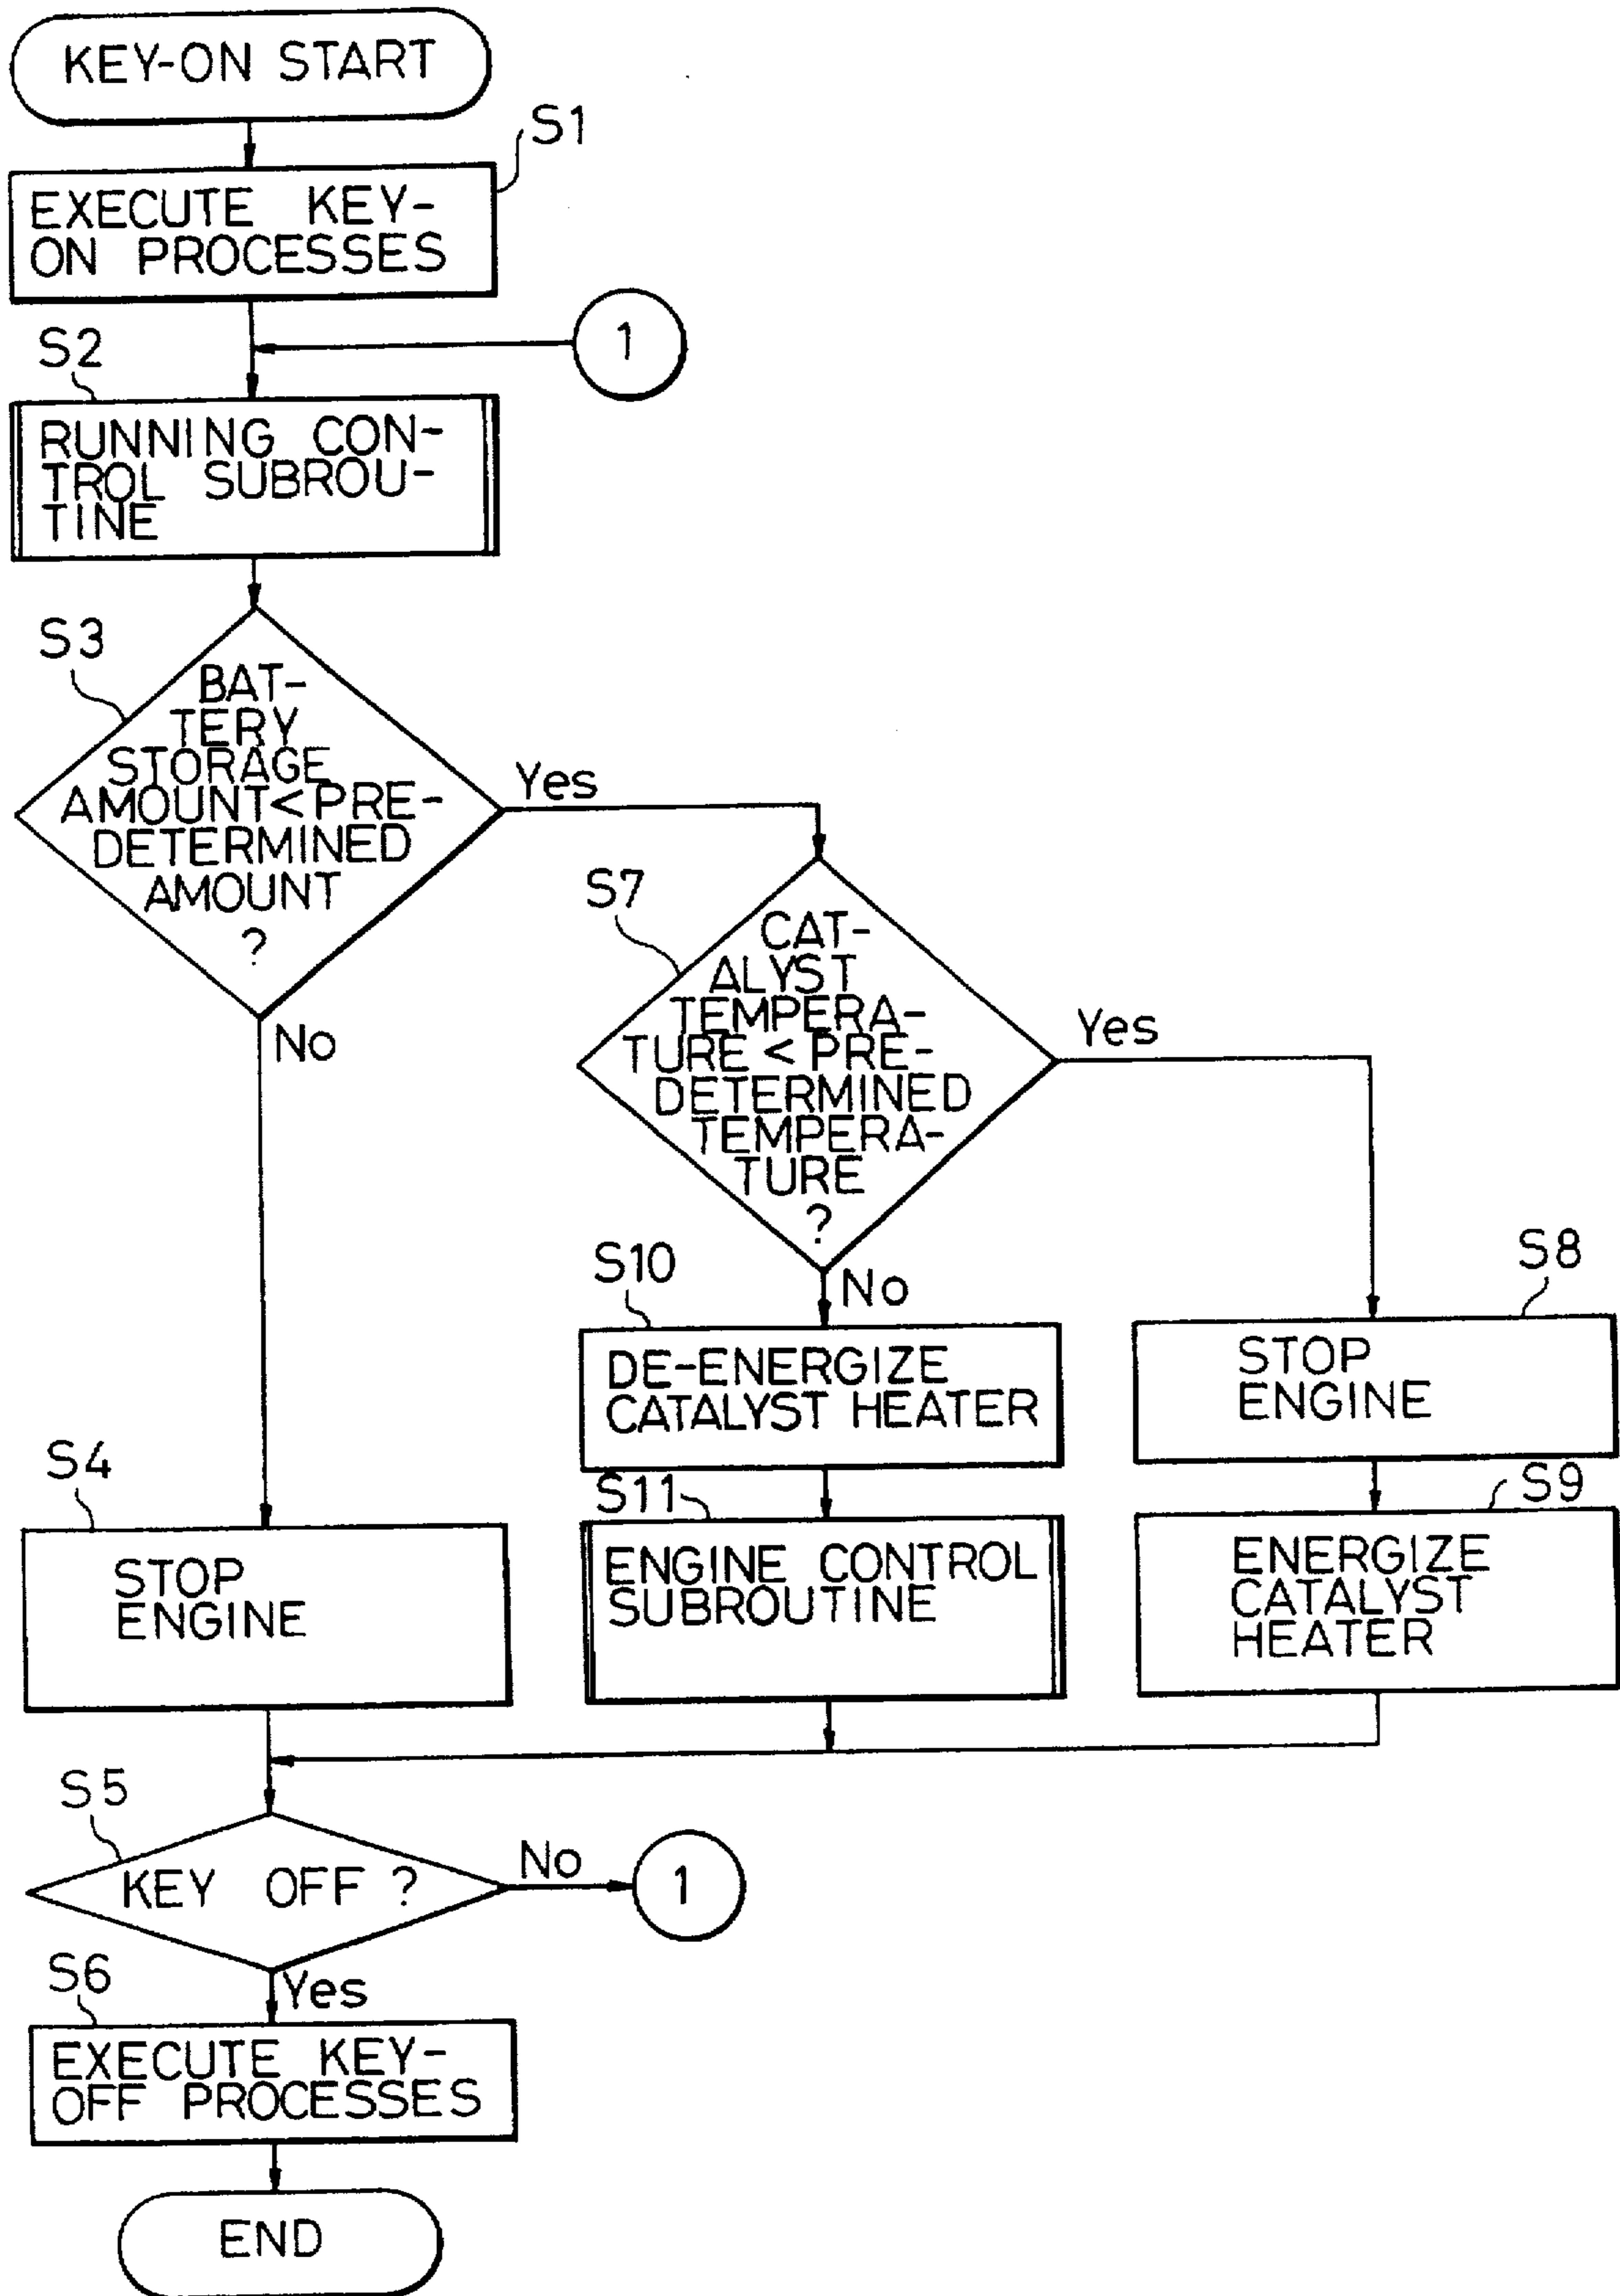 KEY-ON START
S1
EXECUTE KEY-
ON PROCESSES
1
S2
RUNNING CON-
TROL SUBROU-
TINE
S3
BAT-
TERY
STORAGE
AMOUNT<PRE-
DETERMINED
AMOUNT
?
Yes
No
S7
CAT-
ALYST
TEMPERA-
TURE < PRE-
DETERMINED
TEMPERA-
TURE
?
Yes
No
S10
DE-ENERGIZE
CATALYST HEATER
S8
STOP
ENGINE
S4
STOP
ENGINE
S11
ENGINE CONTROL
SUBROUTINE
S9
ENERGIZE
CATALYST
HEATER
S5
KEY OFF ?
No
1
Yes
S6
EXECUTE KEY-
OFF PROCESSES
END